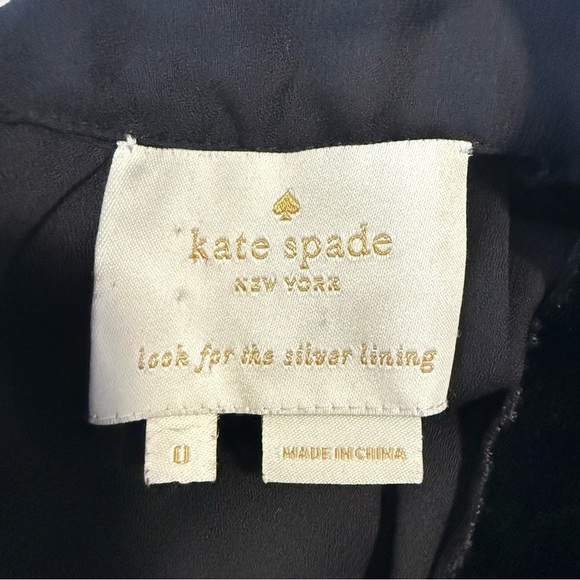 kate spade
NEW YORK
look for the silver lining
0
MADE IN CHINA